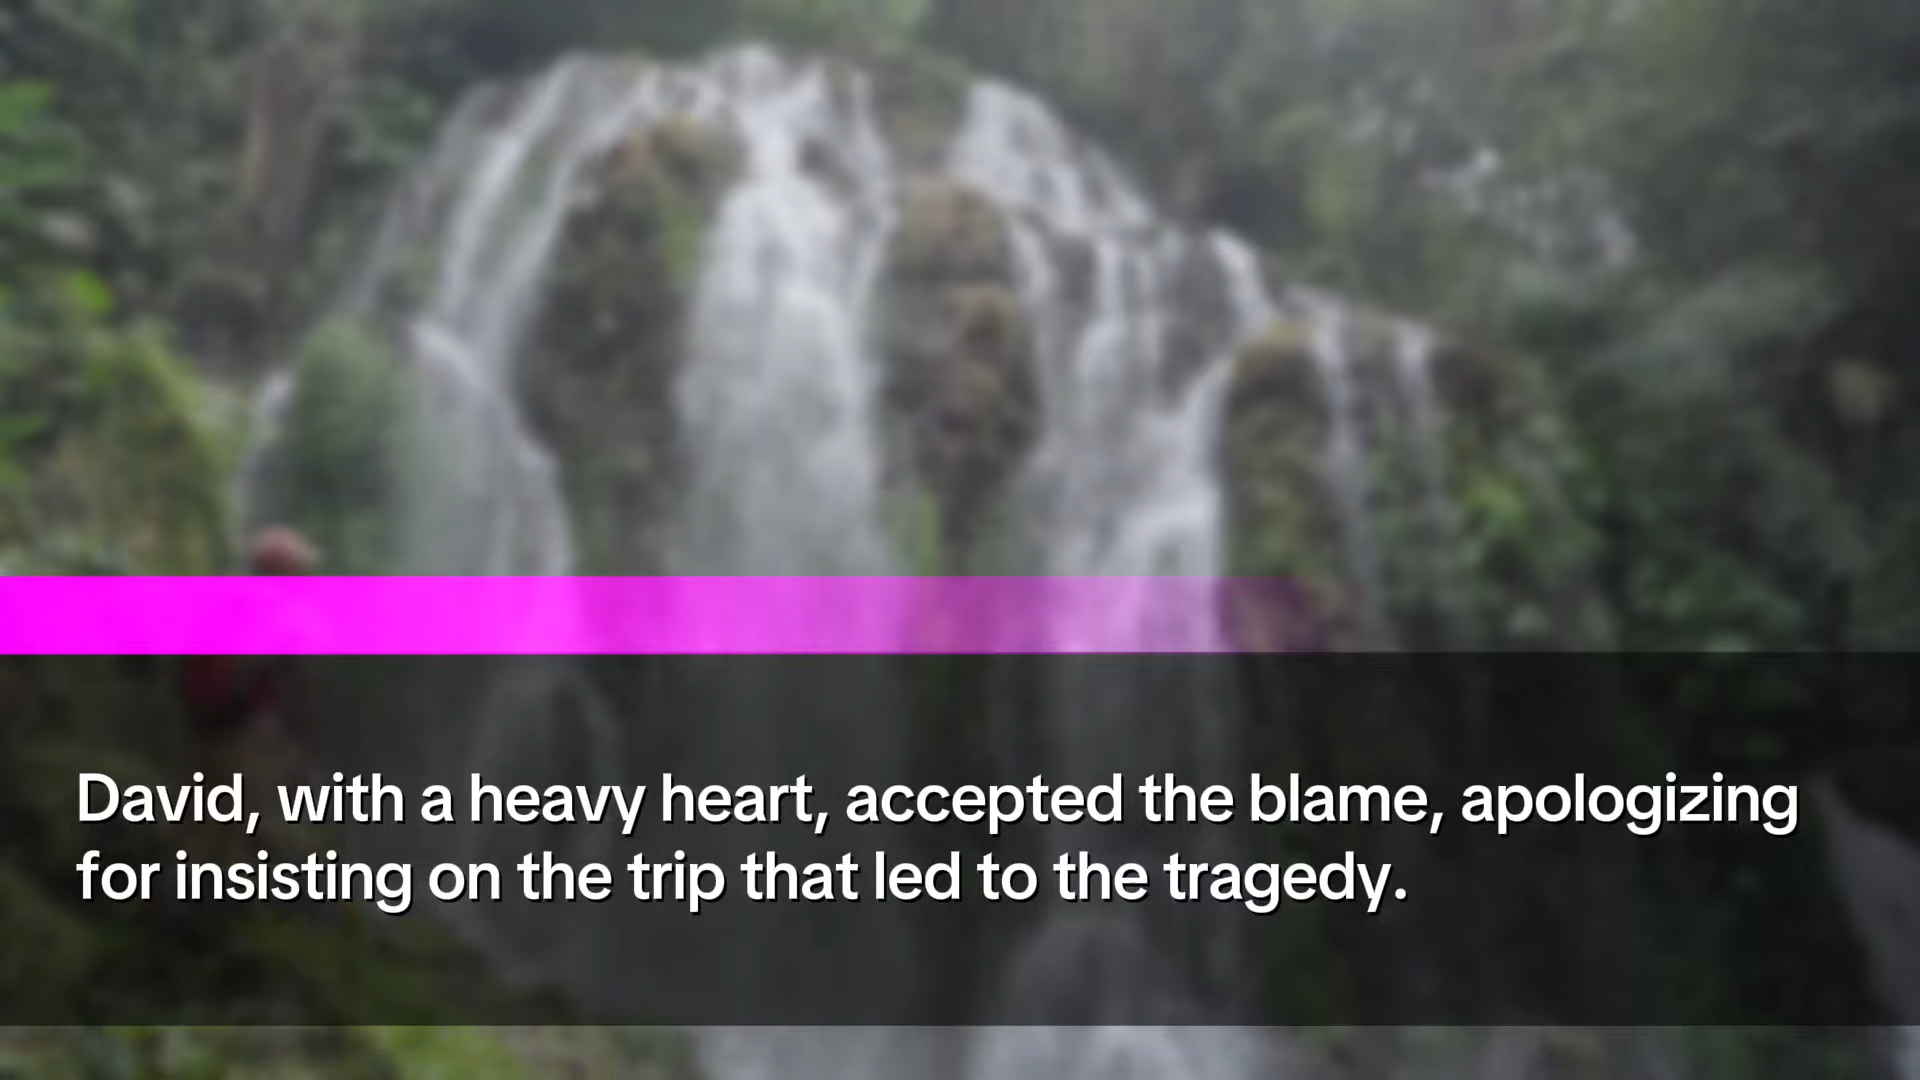 David, with a heavy heart, accepted the blame, apologizing
for insisting on the trip that led to the tragedy.